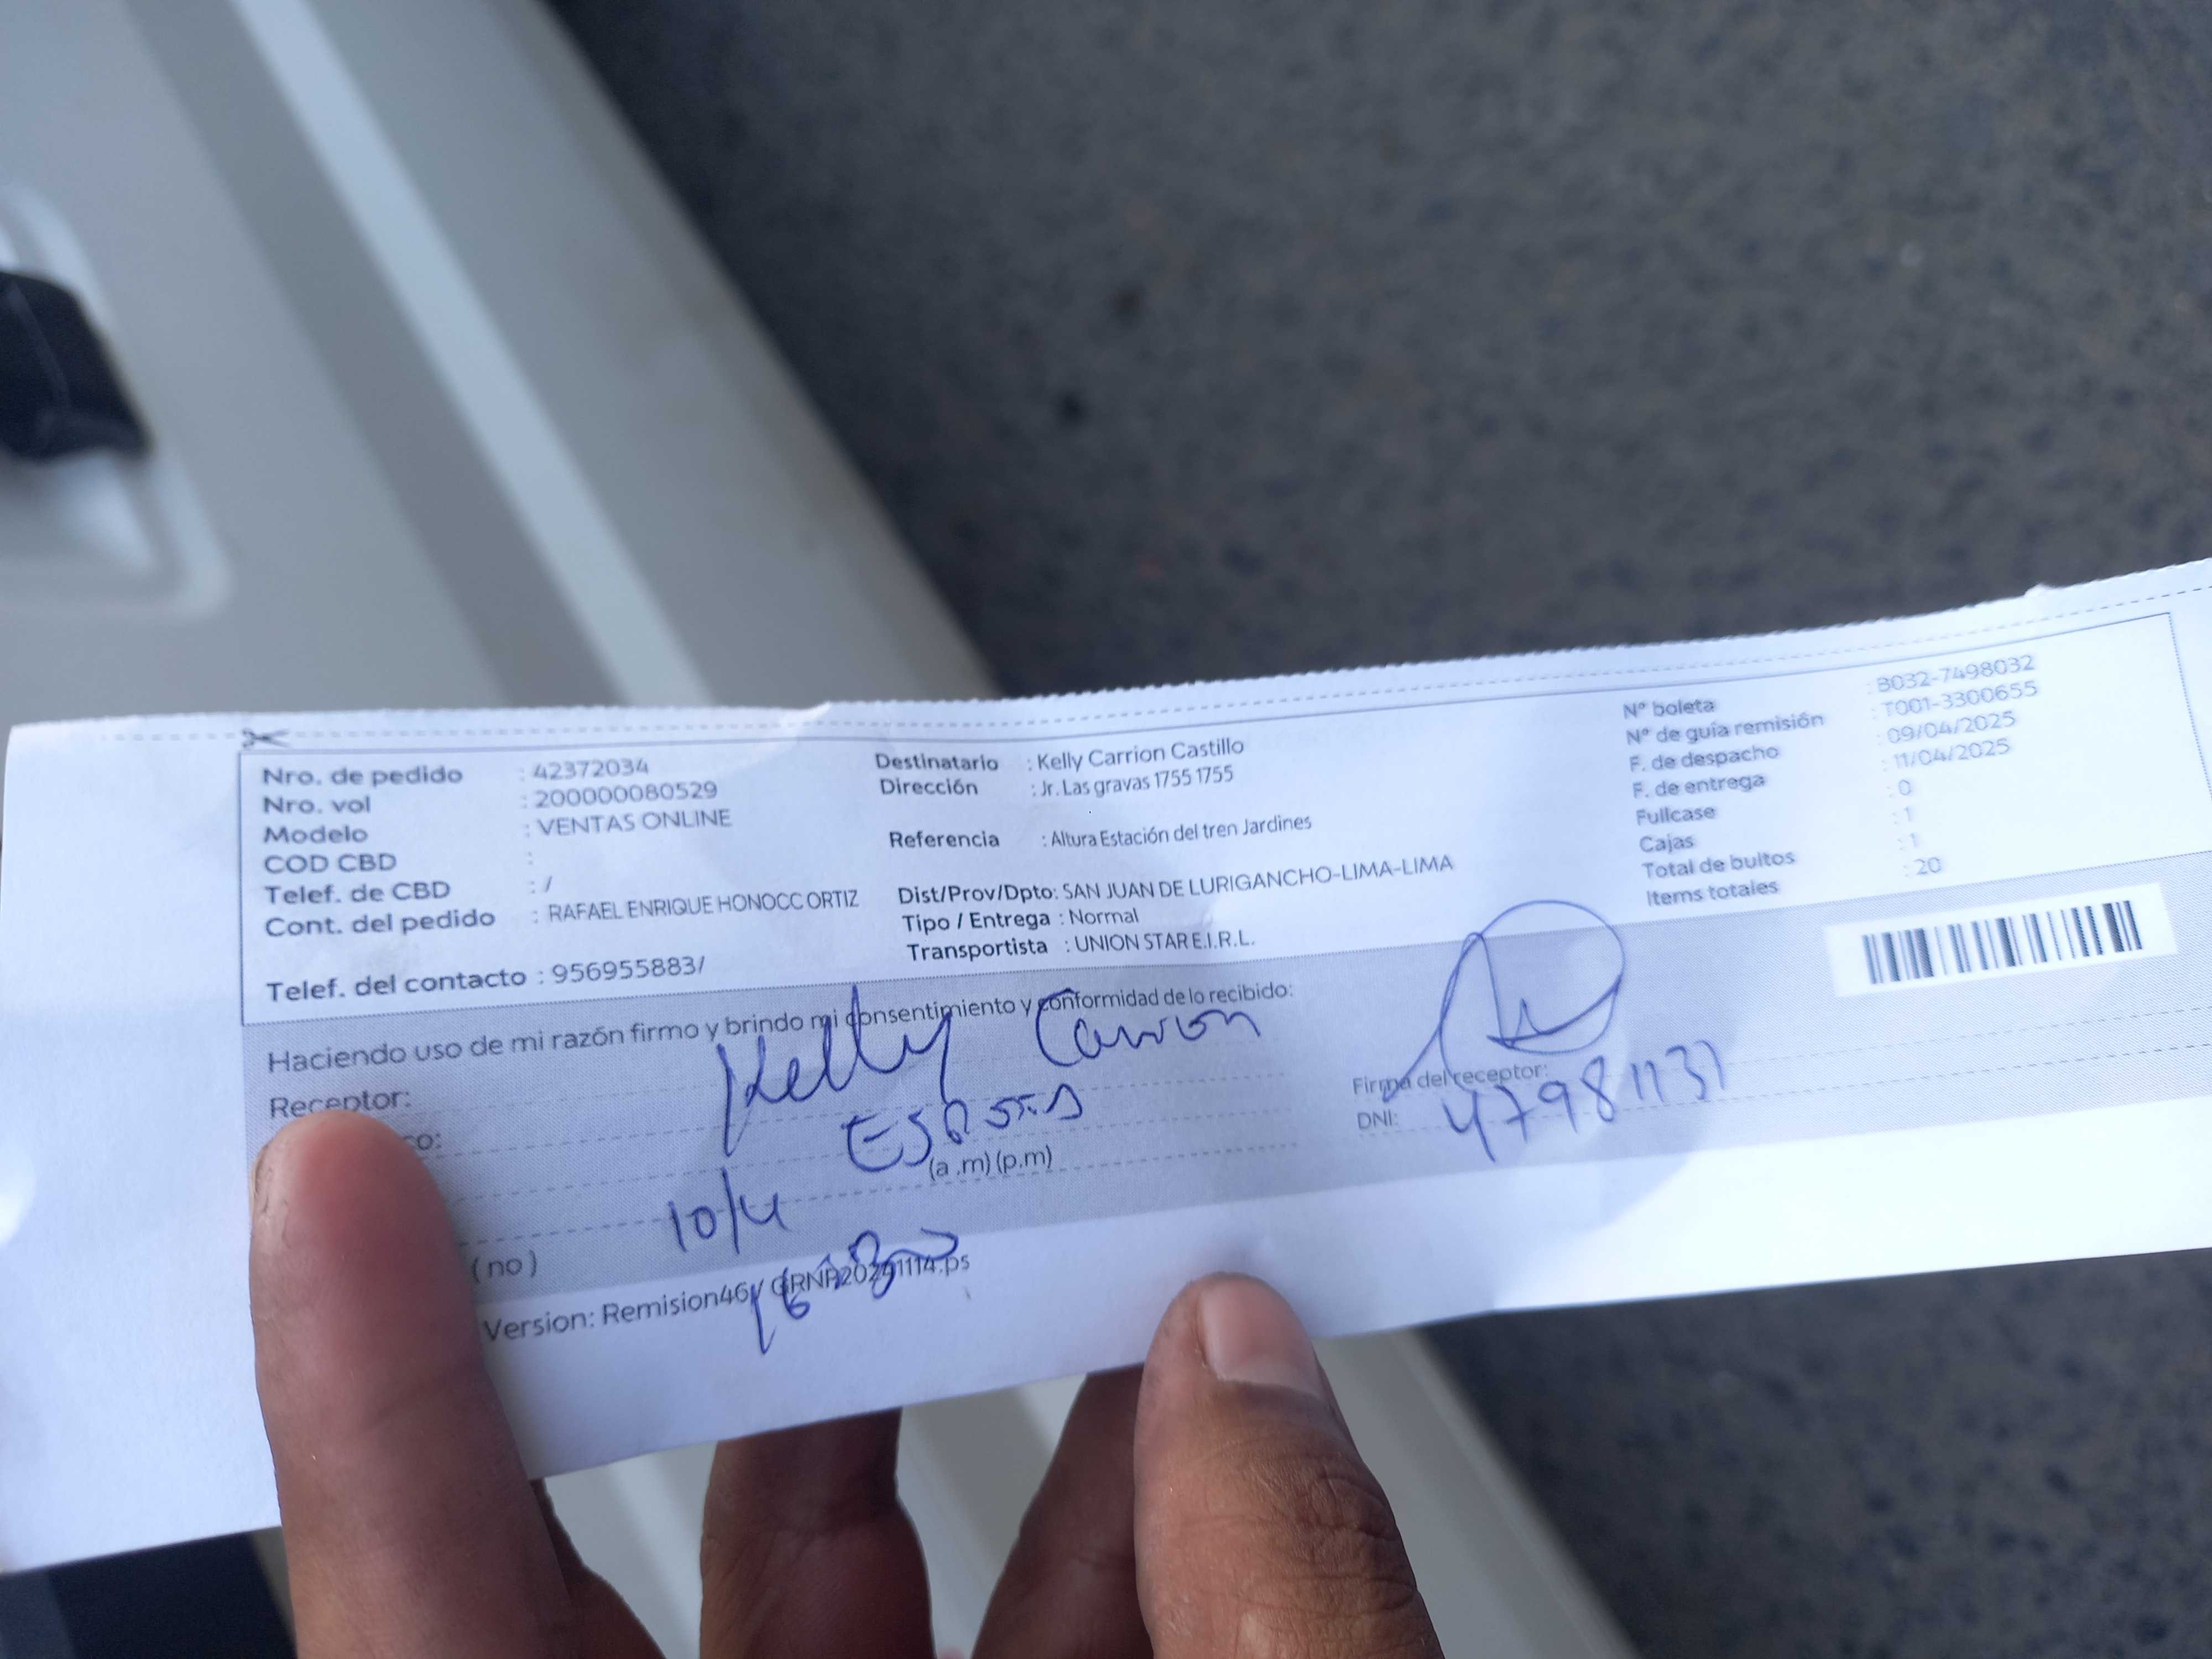 Nro. de pedido : 42372034
Nro. vol : 200000080529
Modelo : VENTAS ONLINE
COD CBD :
Telef. de CBD : /
Cont. del pedido : RAFAEL ENRIQUE HONOCC ORTIZ
Telef. del contacto : 956955883/
Destinatario : Kelly Carrion Castillo
Dirección : Jr. Las gravas 1755 1755
Referencia : Altura Estación del tren Jardines
Dist/Prov/Dpto: SAN JUAN DE LURIGANCHO-LIMA-LIMA
Tipo / Entrega : Normal
Transportista : UNION STAR E.I.R.L.
N° boleta : B032-7498032
N° de guía remisión : T001-3300655
F. de despacho : 09/04/2025
F. de entrega : 11/04/2025
Fullcase : 0
Cajas : 1
Total de bultos : 1
Items totales : 20
Haciendo uso de mi razón firmo y brindo mi consentimiento y conformidad de lo recibido:
Receptor: Kelly Carrion
co: ESPOSA
10/4 (a .m) (p.m)
( no )
Firma del receptor:
DNI: 47981131
Version: Remision46y GRNP20241114.ps